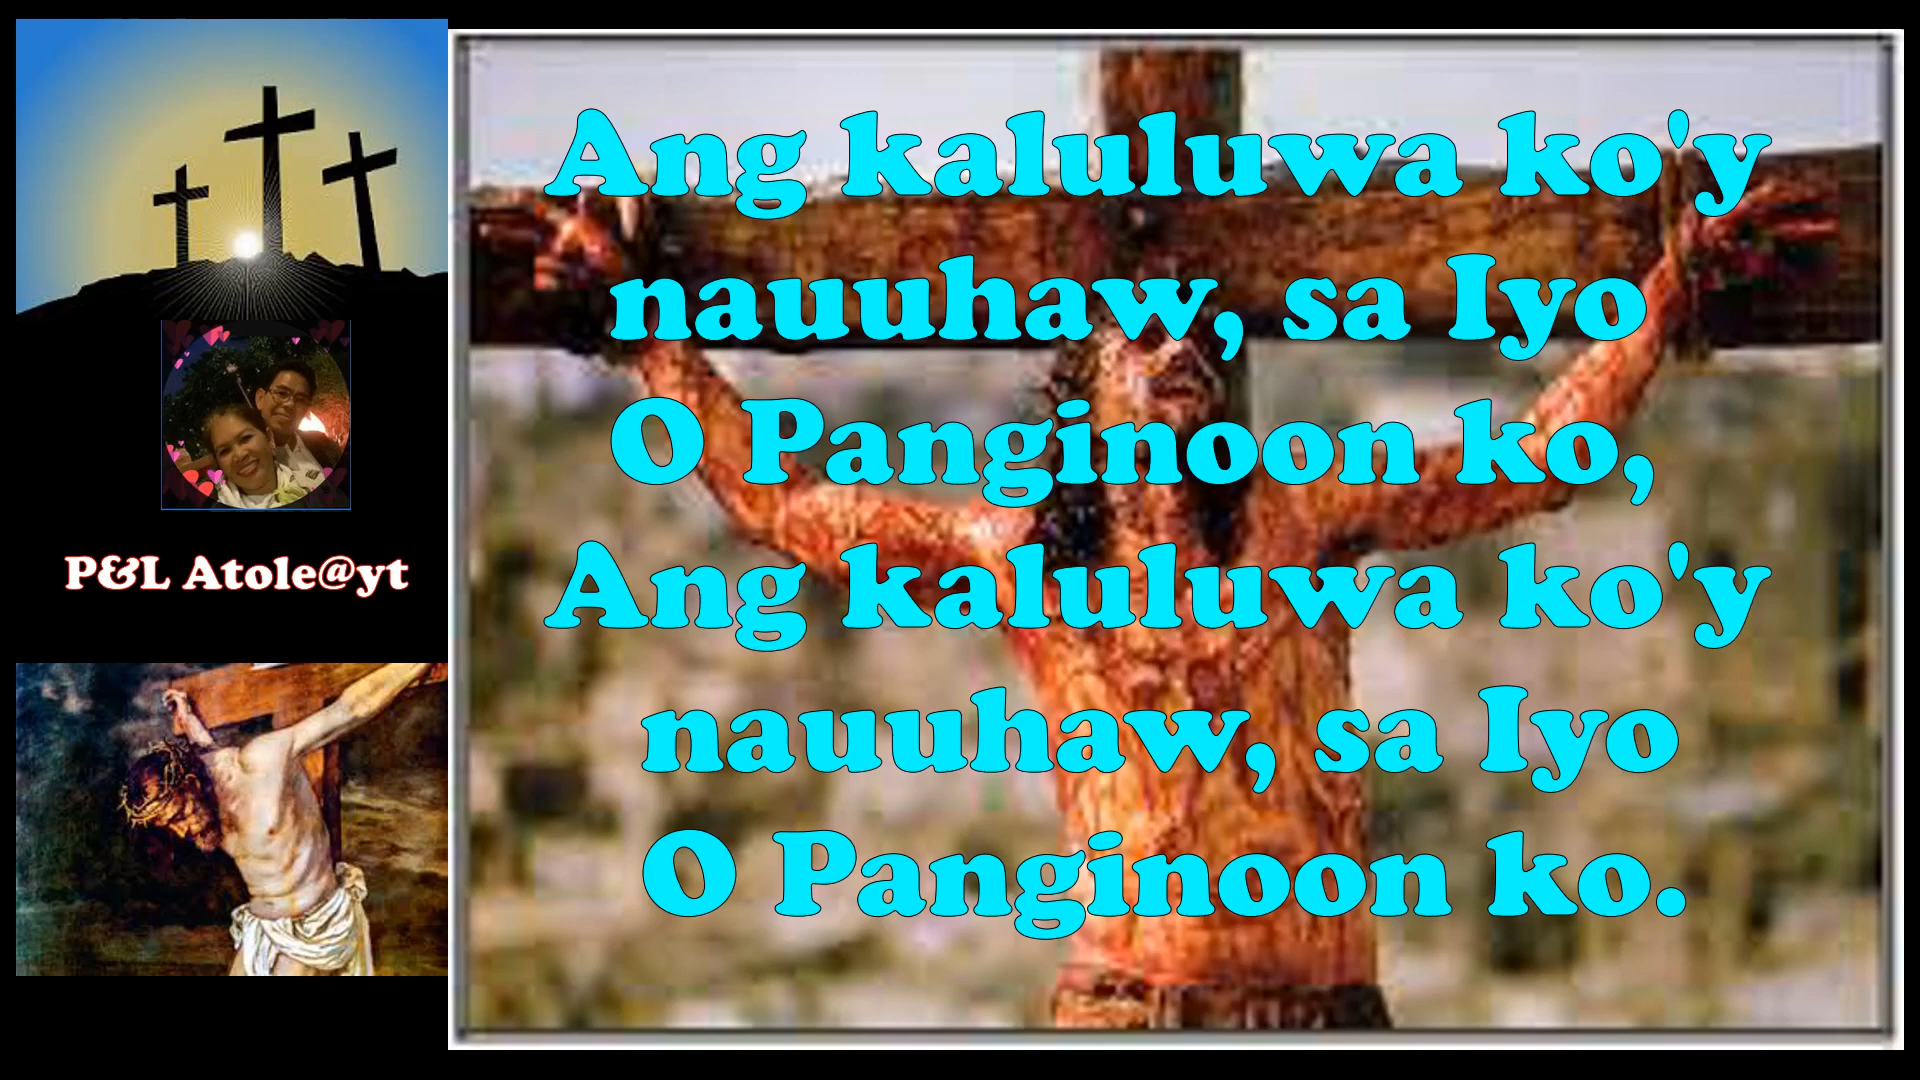 Ang kaluluwa ko'y
nauuhaw, sa Iyo
O Panginoon ko,
Ang kaluluwa ko'y
nauuhaw, sa Iyo
O Panginoon ko.
P&L Atole@yt